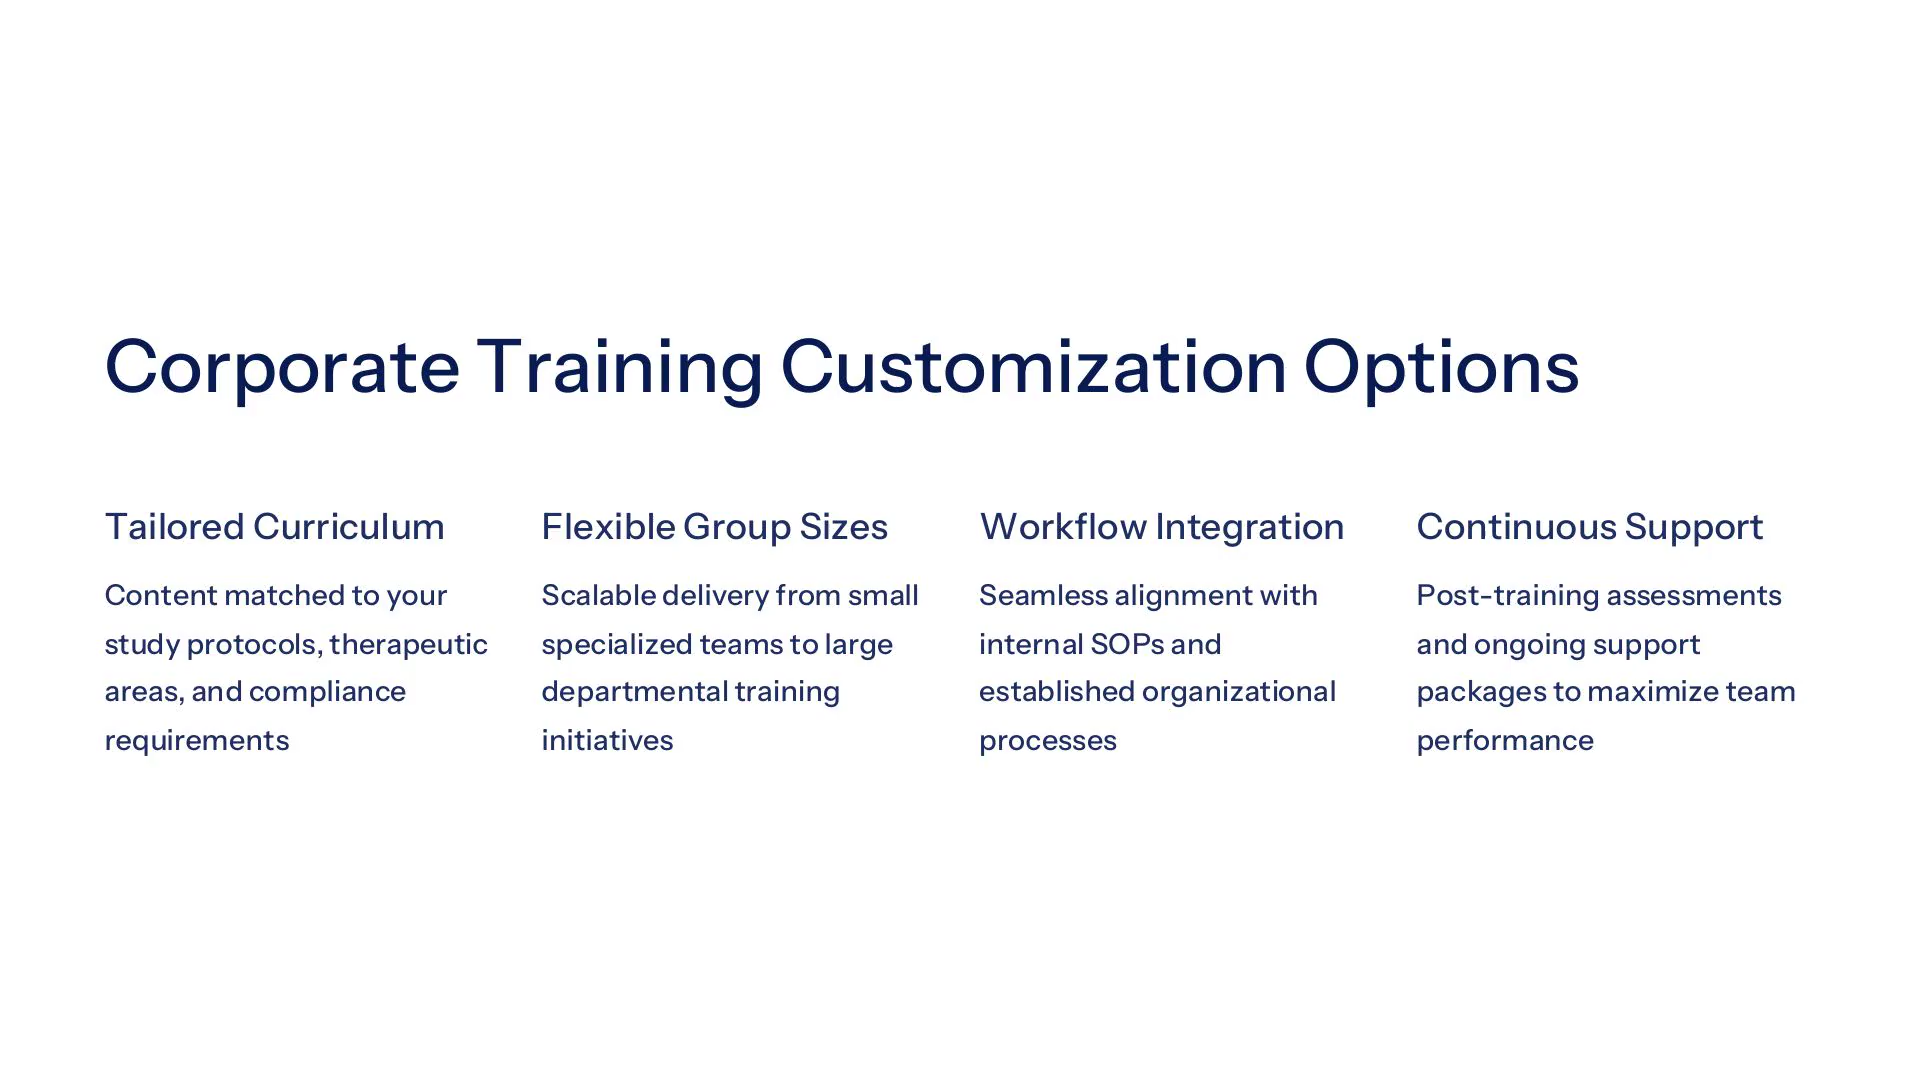 Corporate Training Customization Options
Tailored Curriculum
Content matched to your
study protocols, therapeutic
areas, and compliance
requirements
Flexible Group Sizes
Scalable delivery from small
specialized teams to large
departmental training
initiatives
Workflow Integration
Seamless alignment with
internal SOPs and
established organizational
processes
Continuous Support
Post-training assessments
and ongoing support
packages to maximize team
performance